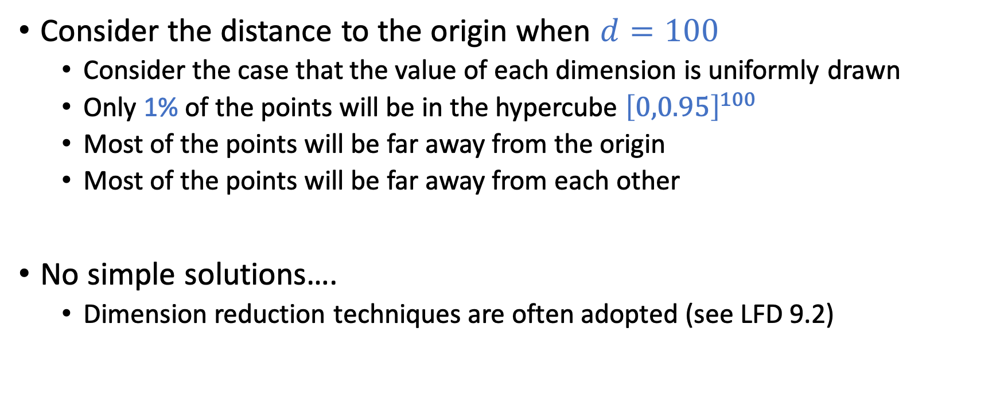 • Consider the distance to the origin when d = 100
• Consider the case that the value of each dimension is uniformly drawn
• Only 1% of the points will be in the hypercube [0,0.95]¹⁰⁰
• Most of the points will be far away from the origin
• Most of the points will be far away from each other
• No simple solutions....
• Dimension reduction techniques are often adopted (see LFD 9.2)